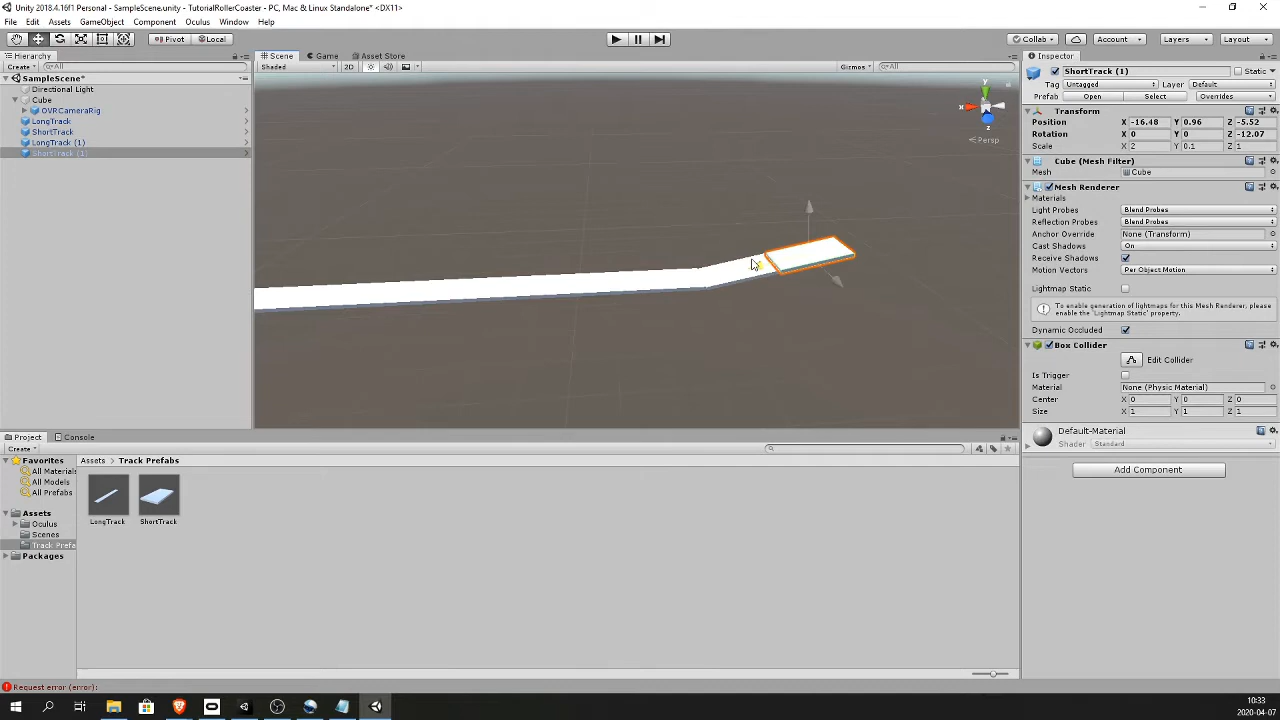 Unity 2018.4.16f1 Personal - SampleScene.unity - TutorialRollerCoaster - PC, Mac & Linux Standalone* <DX11>
File Edit Assets GameObject Component Oculus Window Help
Pivot Local Collab Account Layers Layout
Hierarchy Scene Game Asset Store Inspector
Create All Shaded 2D Gizmos All ShortTrack (1) Static
SampleScene*
Directional Light
Cube
OVRCameraRig
LongTrack
ShortTrack
LongTrack (1)
ShortTrack (1)
y
x
z
Persp
Tag Untagged Layer Default
Prefab Open Select Overrides
Transform
Position X -16.48 Y 0.96 Z -5.52
Rotation X 0 Y 0 Z -12.07
Scale X 2 Y 0.1 Z 1
Cube (Mesh Filter)
Mesh Cube
Mesh Renderer
Materials
Light Probes Blend Probes
Reflection Probes Blend Probes
Anchor Override None (Transform)
Cast Shadows On
Receive Shadows
Motion Vectors Per Object Motion
Lightmap Static
To enable generation of lightmaps for this Mesh Renderer, please
enable the 'Lightmap Static' property.
Dynamic Occluded
Box Collider
Edit Collider
Is Trigger
Material None (Physic Material)
Center X 0 Y 0 Z 0
Size X 1 Y 1 Z 1
Default-Material
Shader Standard
Add Component
Project Console
Create
Favorites
All Materials
All Models
All Prefabs
Assets
Oculus
Scenes
Track Prefa
Packages
Assets > Track Prefabs
LongTrack ShortTrack
Request error (error):
10:33
2020-04-07